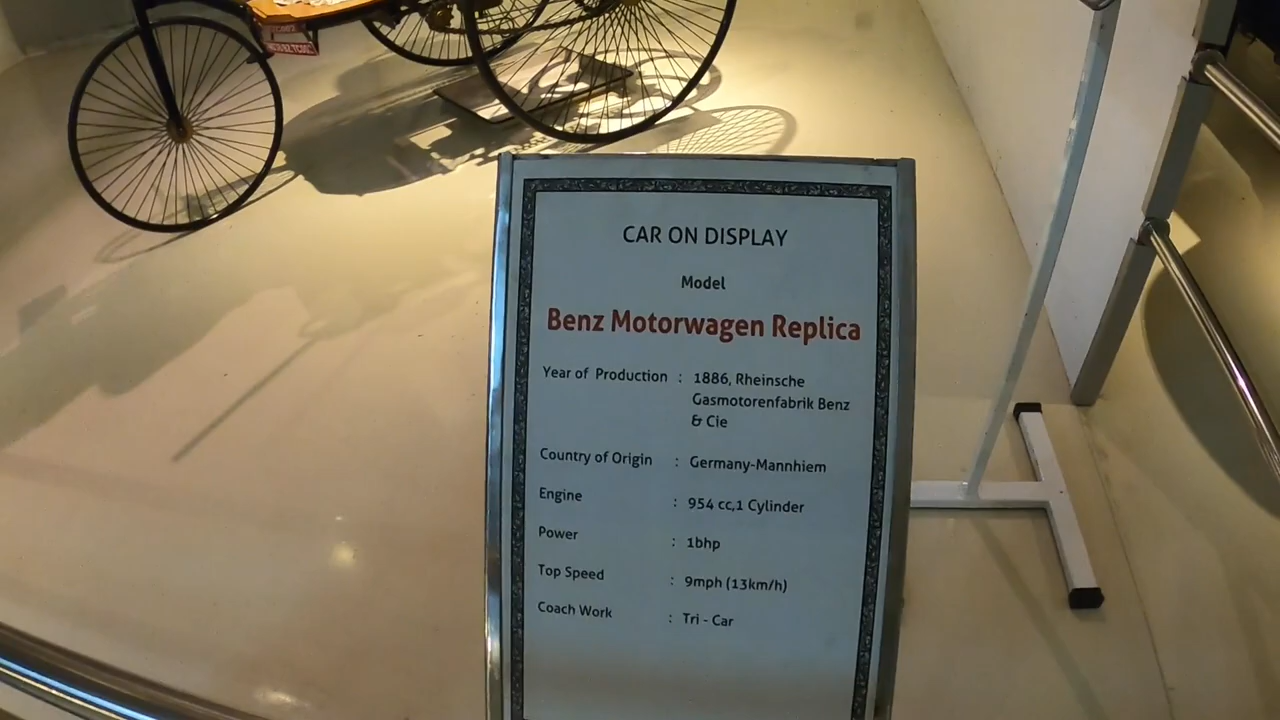 CAR ON DISPLAY
Model
Benz Motorwagen Replica
Year of Production : 1886, Rheinsche
Gasmotorenfabrik Benz
& Cie
Country of Origin : Germany-Mannhiem
Engine : 954 cc,1 Cylinder
Power : 1bhp
Top Speed : 9mph (13km/h)
Coach Work : Tri - Car